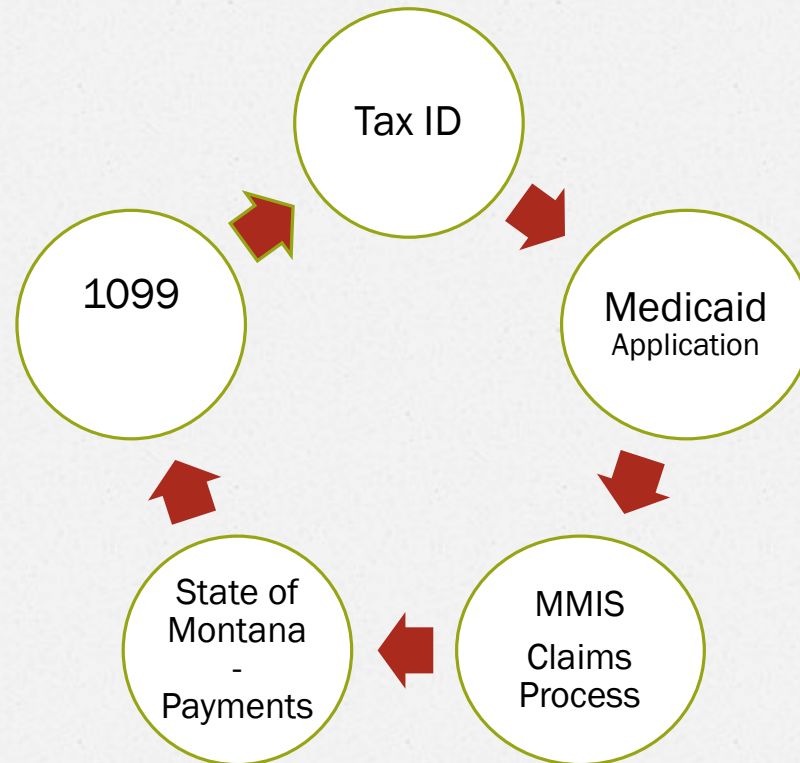 Tax ID
Medicaid
Application
MMIS
Claims
Process
State of
Montana
-
Payments
1099